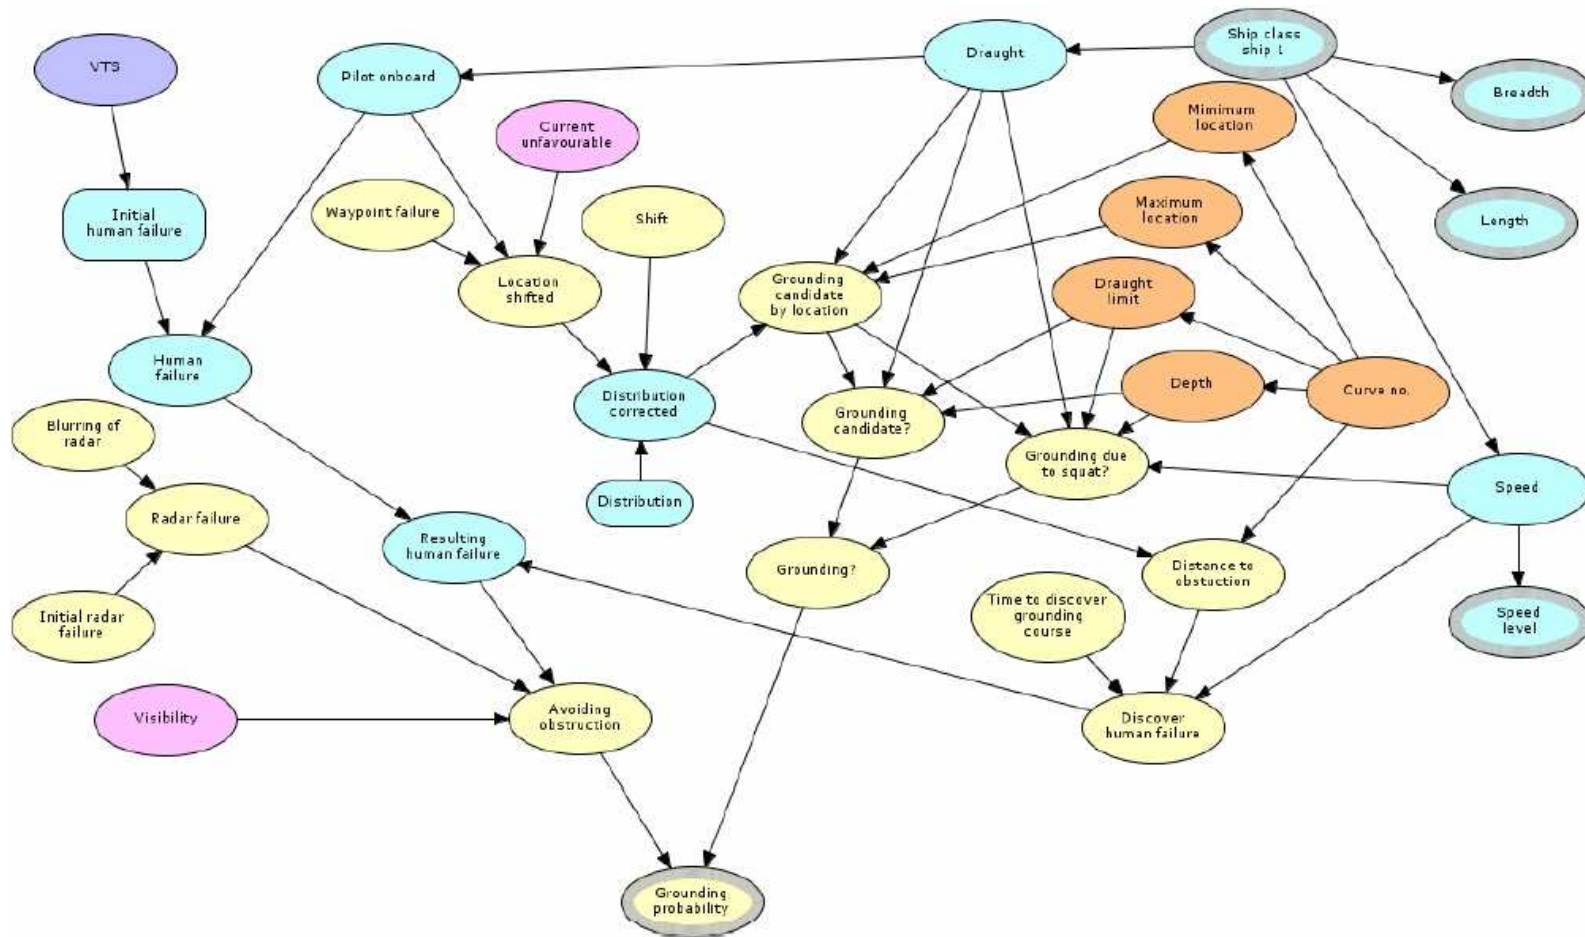 VTS
Pilot onboard
Draught
Ship class
ship 1
Breadth
Current
unfavourable
Mimimum
location
Initial
human failure
Waypoint failure
Shift
Maximum
location
Length
Location
shifted
Grounding
candidate
by location
Draught
limit
Human
failure
Distribution
corrected
Depth
Curve no.
Blurring of
radar
Grounding
candidate?
Grounding due
to squat?
Distribution
Speed
Radar failure
Resulting
human failure
Grounding?
Distance to
obstuction
Initial radar
failure
Time to discover
grounding
course
Speed
level
Visibility
Avoiding
obstruction
Discover
human failure
Grounding
probability